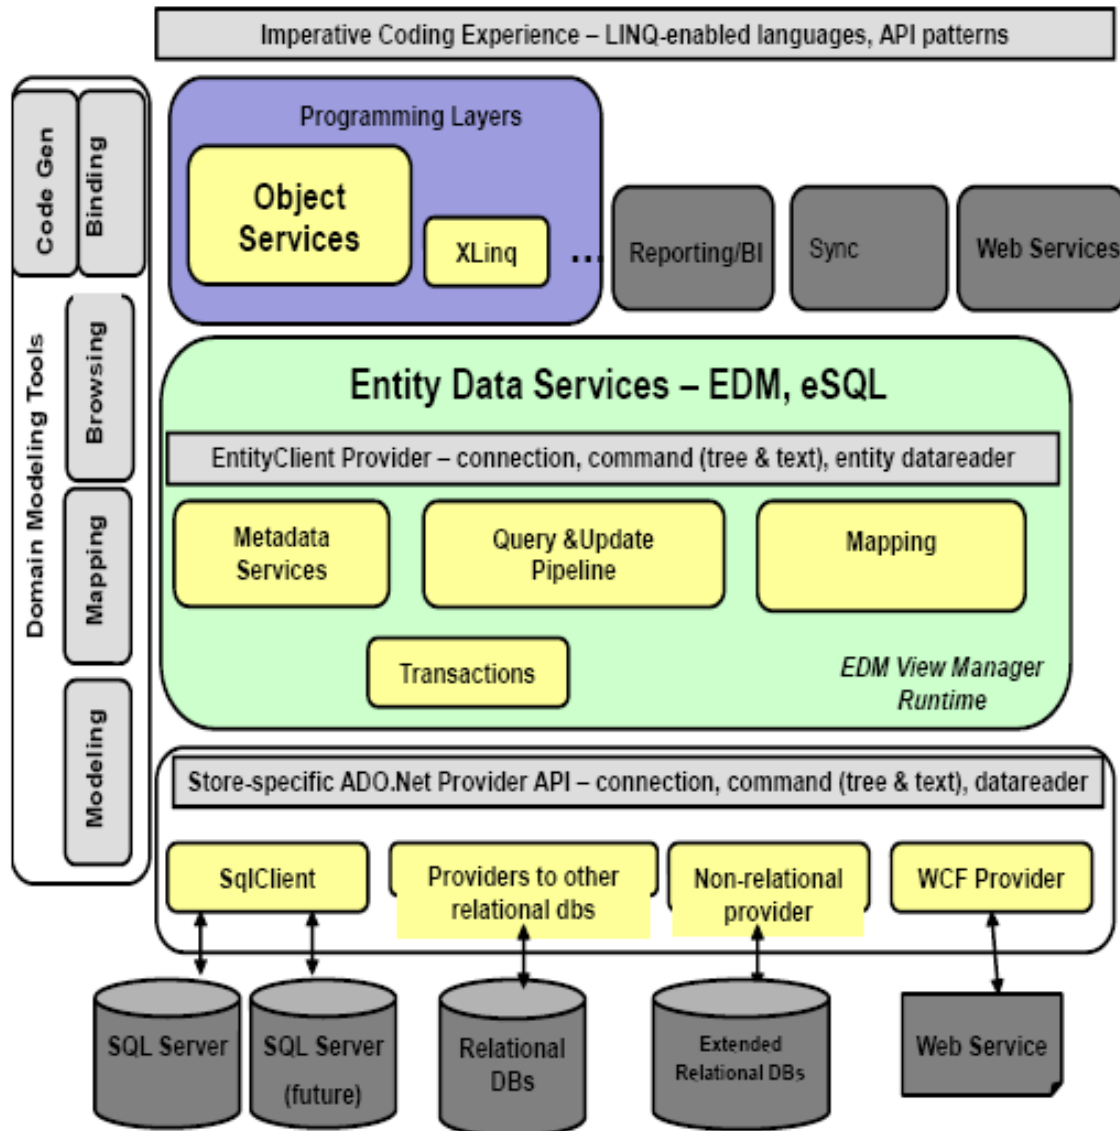 Imperative Coding Experience – LINQ-enabled languages, API patterns
Domain Modeling Tools
Code Gen
Binding
Browsing
Mapping
Modeling
Programming Layers
Object
Services
XLinq
...
Reporting/BI
Sync
Web Services
Entity Data Services – EDM, eSQL
EntityClient Provider – connection, command (tree & text), entity datareader
Metadata
Services
Query &Update
Pipeline
Mapping
Transactions
EDM View Manager
Runtime
Store-specific ADO.Net Provider API – connection, command (tree & text), datareader
SqlClient
Providers to other
relational dbs
Non-relational
provider
WCF Provider
SQL Server
SQL Server
(future)
Relational
DBs
Extended
Relational DBs
Web Service